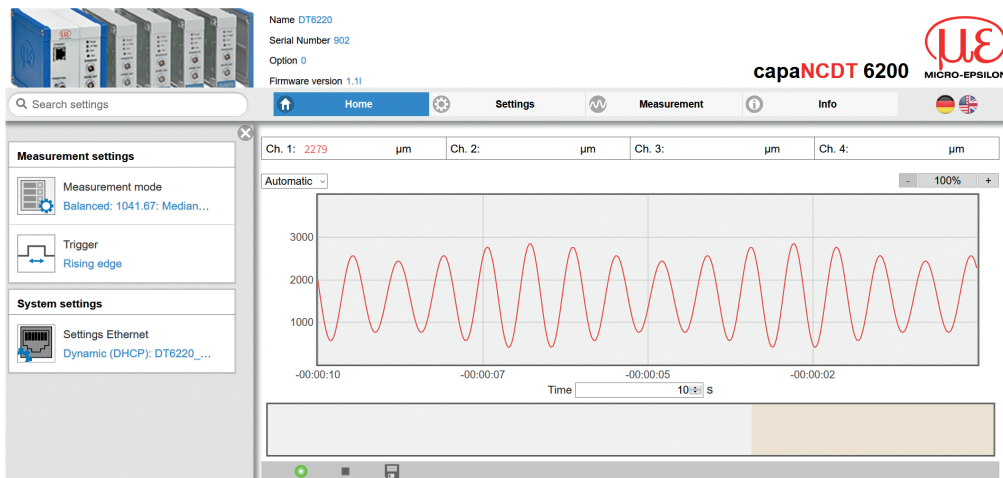 Name DT6220
Serial Number 902
Option 0
Firmware version 1.1l
capaNCDT 6200
με
MICRO-EPSILON
Search settings
Home
Settings
Measurement
Info
Measurement settings
Measurement mode
Balanced: 1041.67: Median...
Trigger
Rising edge
System settings
Settings Ethernet
Dynamic (DHCP): DT6220_...
Ch. 1: 2279 μm
Ch. 2: μm
Ch. 3: μm
Ch. 4: μm
Automatic
- 100% +
3000
2000
1000
-00:00:10
-00:00:07
-00:00:05
-00:00:02
Time 10 s